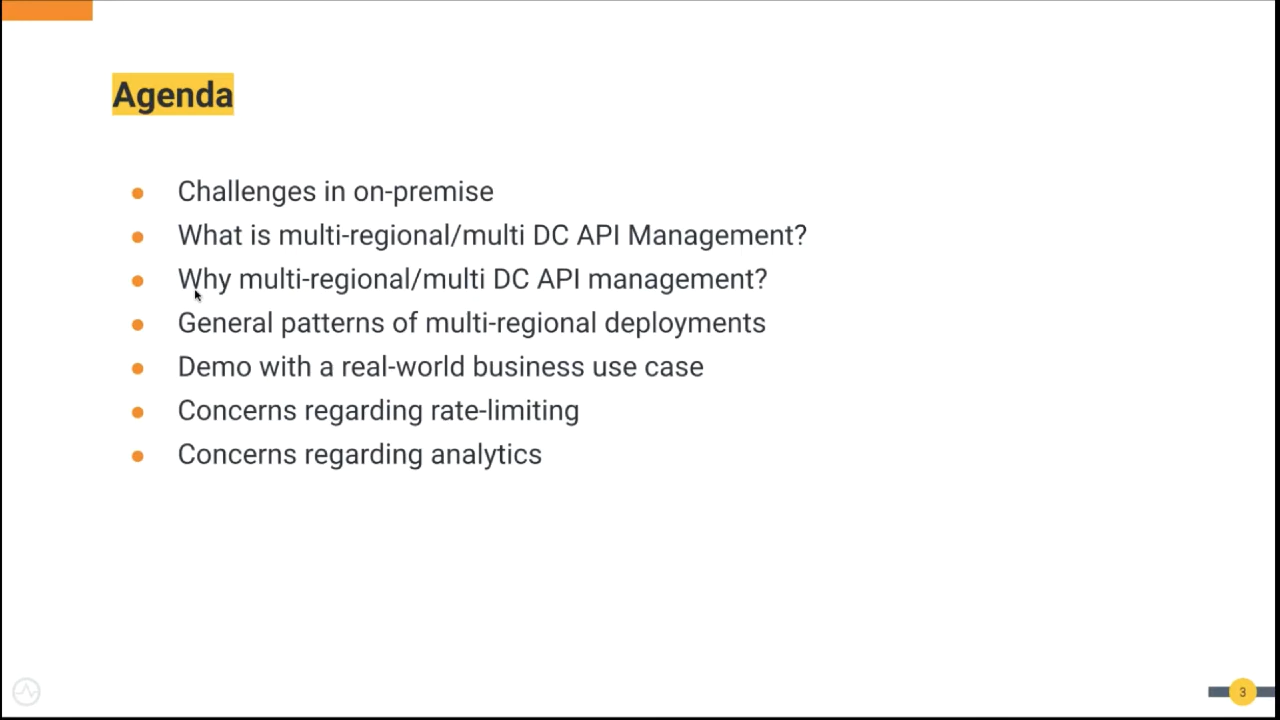 Agenda
Challenges in on-premise
What is multi-regional/multi DC API Management?
Why multi-regional/multi DC API management?
General patterns of multi-regional deployments
Demo with a real-world business use case
Concerns regarding rate-limiting
Concerns regarding analytics
3